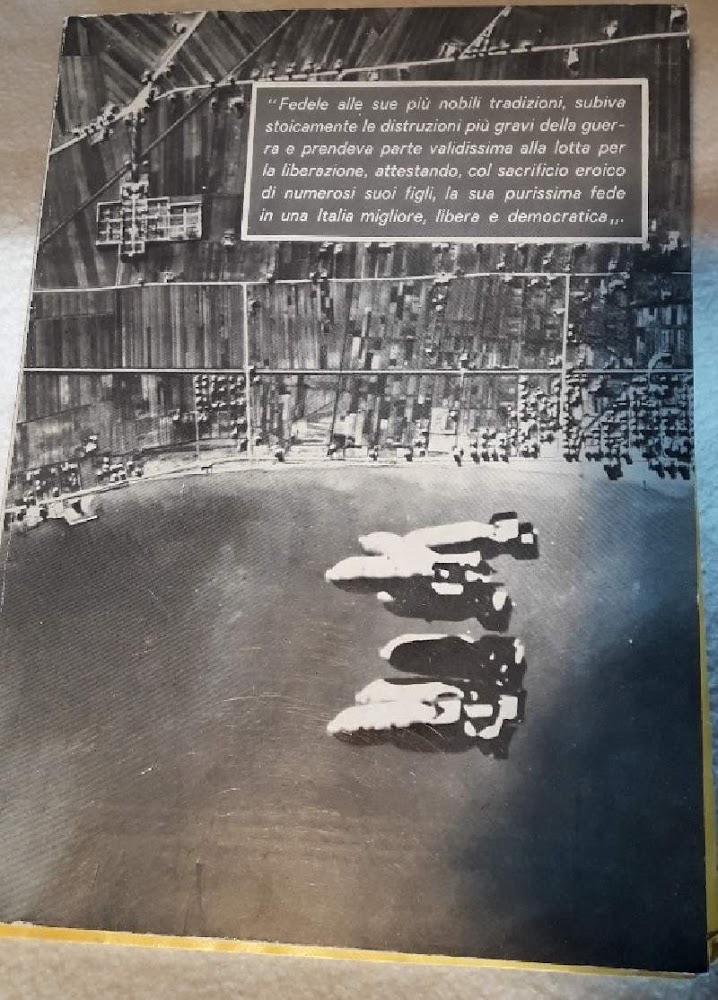 "Fedele alle sue più nobili tradizioni, subiva
stoicamente le distruzioni più gravi della guer-
ra e prendeva parte validissima alla lotta per
la liberazione, attestando, col sacrificio eroico
di numerosi suoi figli, la sua purissima fede
in una Italia migliore, libera e democratica„.